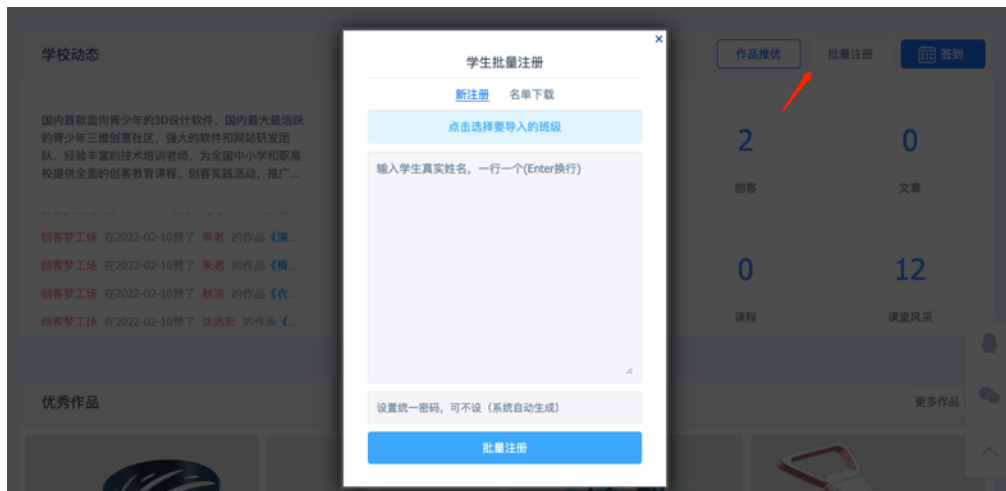 学校动态
国内首款面向青少年的3D设计软件、国内最大最活跃
的青少年三维创意社区，强大的软件和网站研发团
队、经验丰富的技术培训老师，为全国中小学和职高
校提供全面的创客教育课程、创客实践活动，推广...
创客梦工场 在2022-02-10赞了 朱老 的作品《演...
创客梦工场 在2022-02-10赞了 朱老 的作品《模...
创客梦工场 在2022-02-10赞了 秋凉 的作品《农...
创客梦工场 在2022-02-10赞了 沈志宏 的作品《...
优秀作品
×
学生批量注册
新注册 名单下载
点击选择要导入的班级
输入学生真实姓名，一行一个(Enter换行)
设置统一密码，可不设（系统自动生成）
批量注册
作品推优 批量注册 签到
2 0
创客 文章
0 12
课程 课堂风采
更多作品